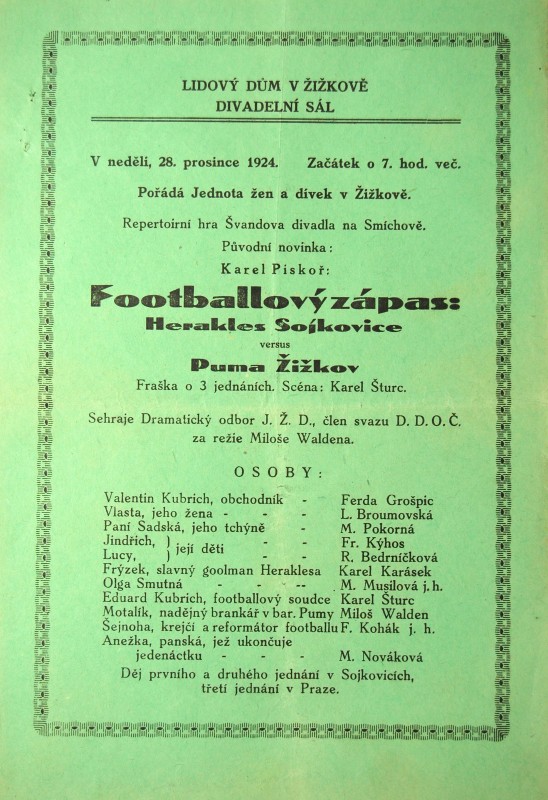 LIDOVÝ DŮM V ŽIŽKOVĚ
DIVADELNÍ SÁL
V neděli, 28. prosince 1924. Začátek o 7. hod. več.
Pořádá Jednota žen a dívek v Žižkově.
Repertoirní hra Švandova divadla na Smíchově.
Původní novinka:
Karel Piskoř:
Footballový zápas:
Herakles Sojkovice
versus
Puma Žižkov
Fraška o 3 jednáních. Scéna: Karel Šturc.
Sehraje Dramatický odbor J. Ž. D., člen svazu D. D. O. Č.
za režie Miloše Waldena.
OSOBY:
Valentin Kubrich, obchodník - Ferda Grošpic
Vlasta, jeho žena - - - L. Broumovská
Paní Sadská, jeho tchýně - M. Pokorná
Jindřich, ) její děti - - Fr. Kýhos
Lucy, ) - - R. Bedrníčková
Frýzek, slavný goolman Heraklesa Karel Karásek
Olga Smutná - - -- M. Musilová j. h.
Eduard Kubrich, footballový soudce Karel Šturc
Motalík, nadějný brankář v bar. Pumy Miloš Walden
Šejnoha, krejčí a reformátor footballu F. Kohák j. h.
Anežka, panská, jež ukončuje
jedenáctku - - - M. Nováková
Děj prvního a druhého jednání v Sojkovicích,
třetí jednání v Praze.